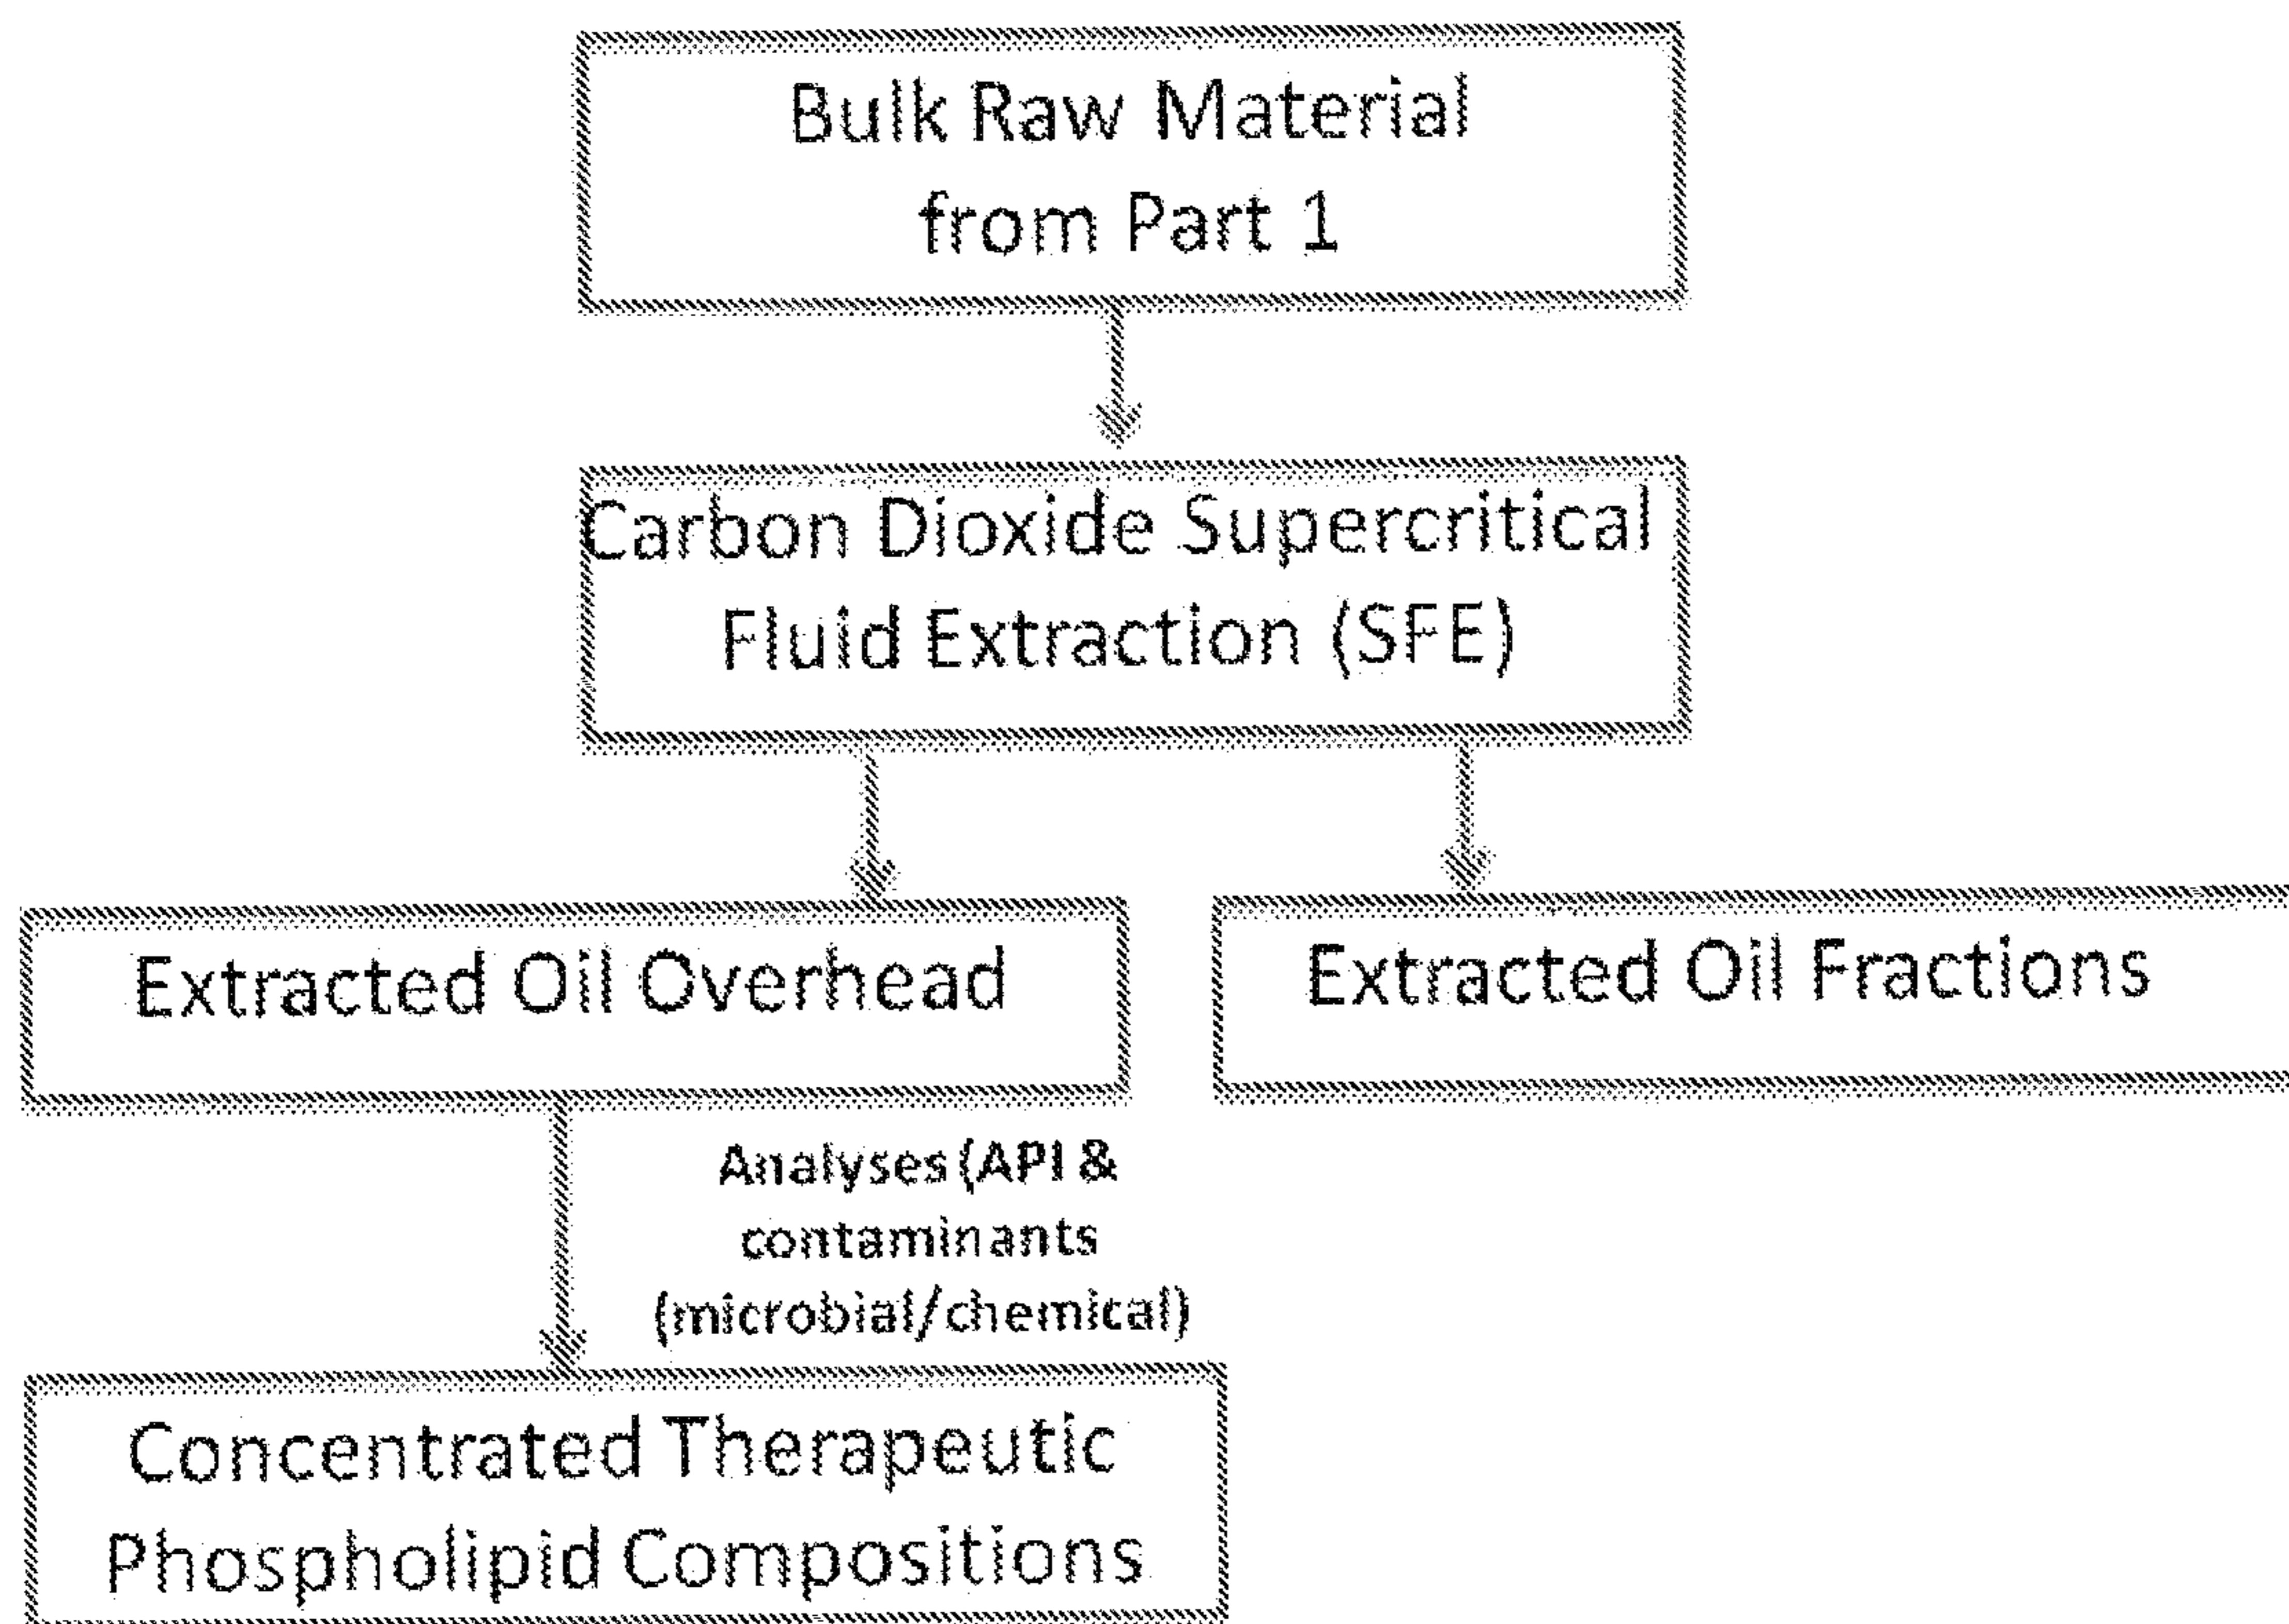 Bulk Raw Material
from Part 1
Carbon Dioxide Supercritical
Fluid Extraction (SFE)
Extracted Oil Overhead
Extracted Oil Fractions
Analyses (API &
contaminants
(microbial/chemical)
Concentrated Therapeutic
Phospholipid Compositions